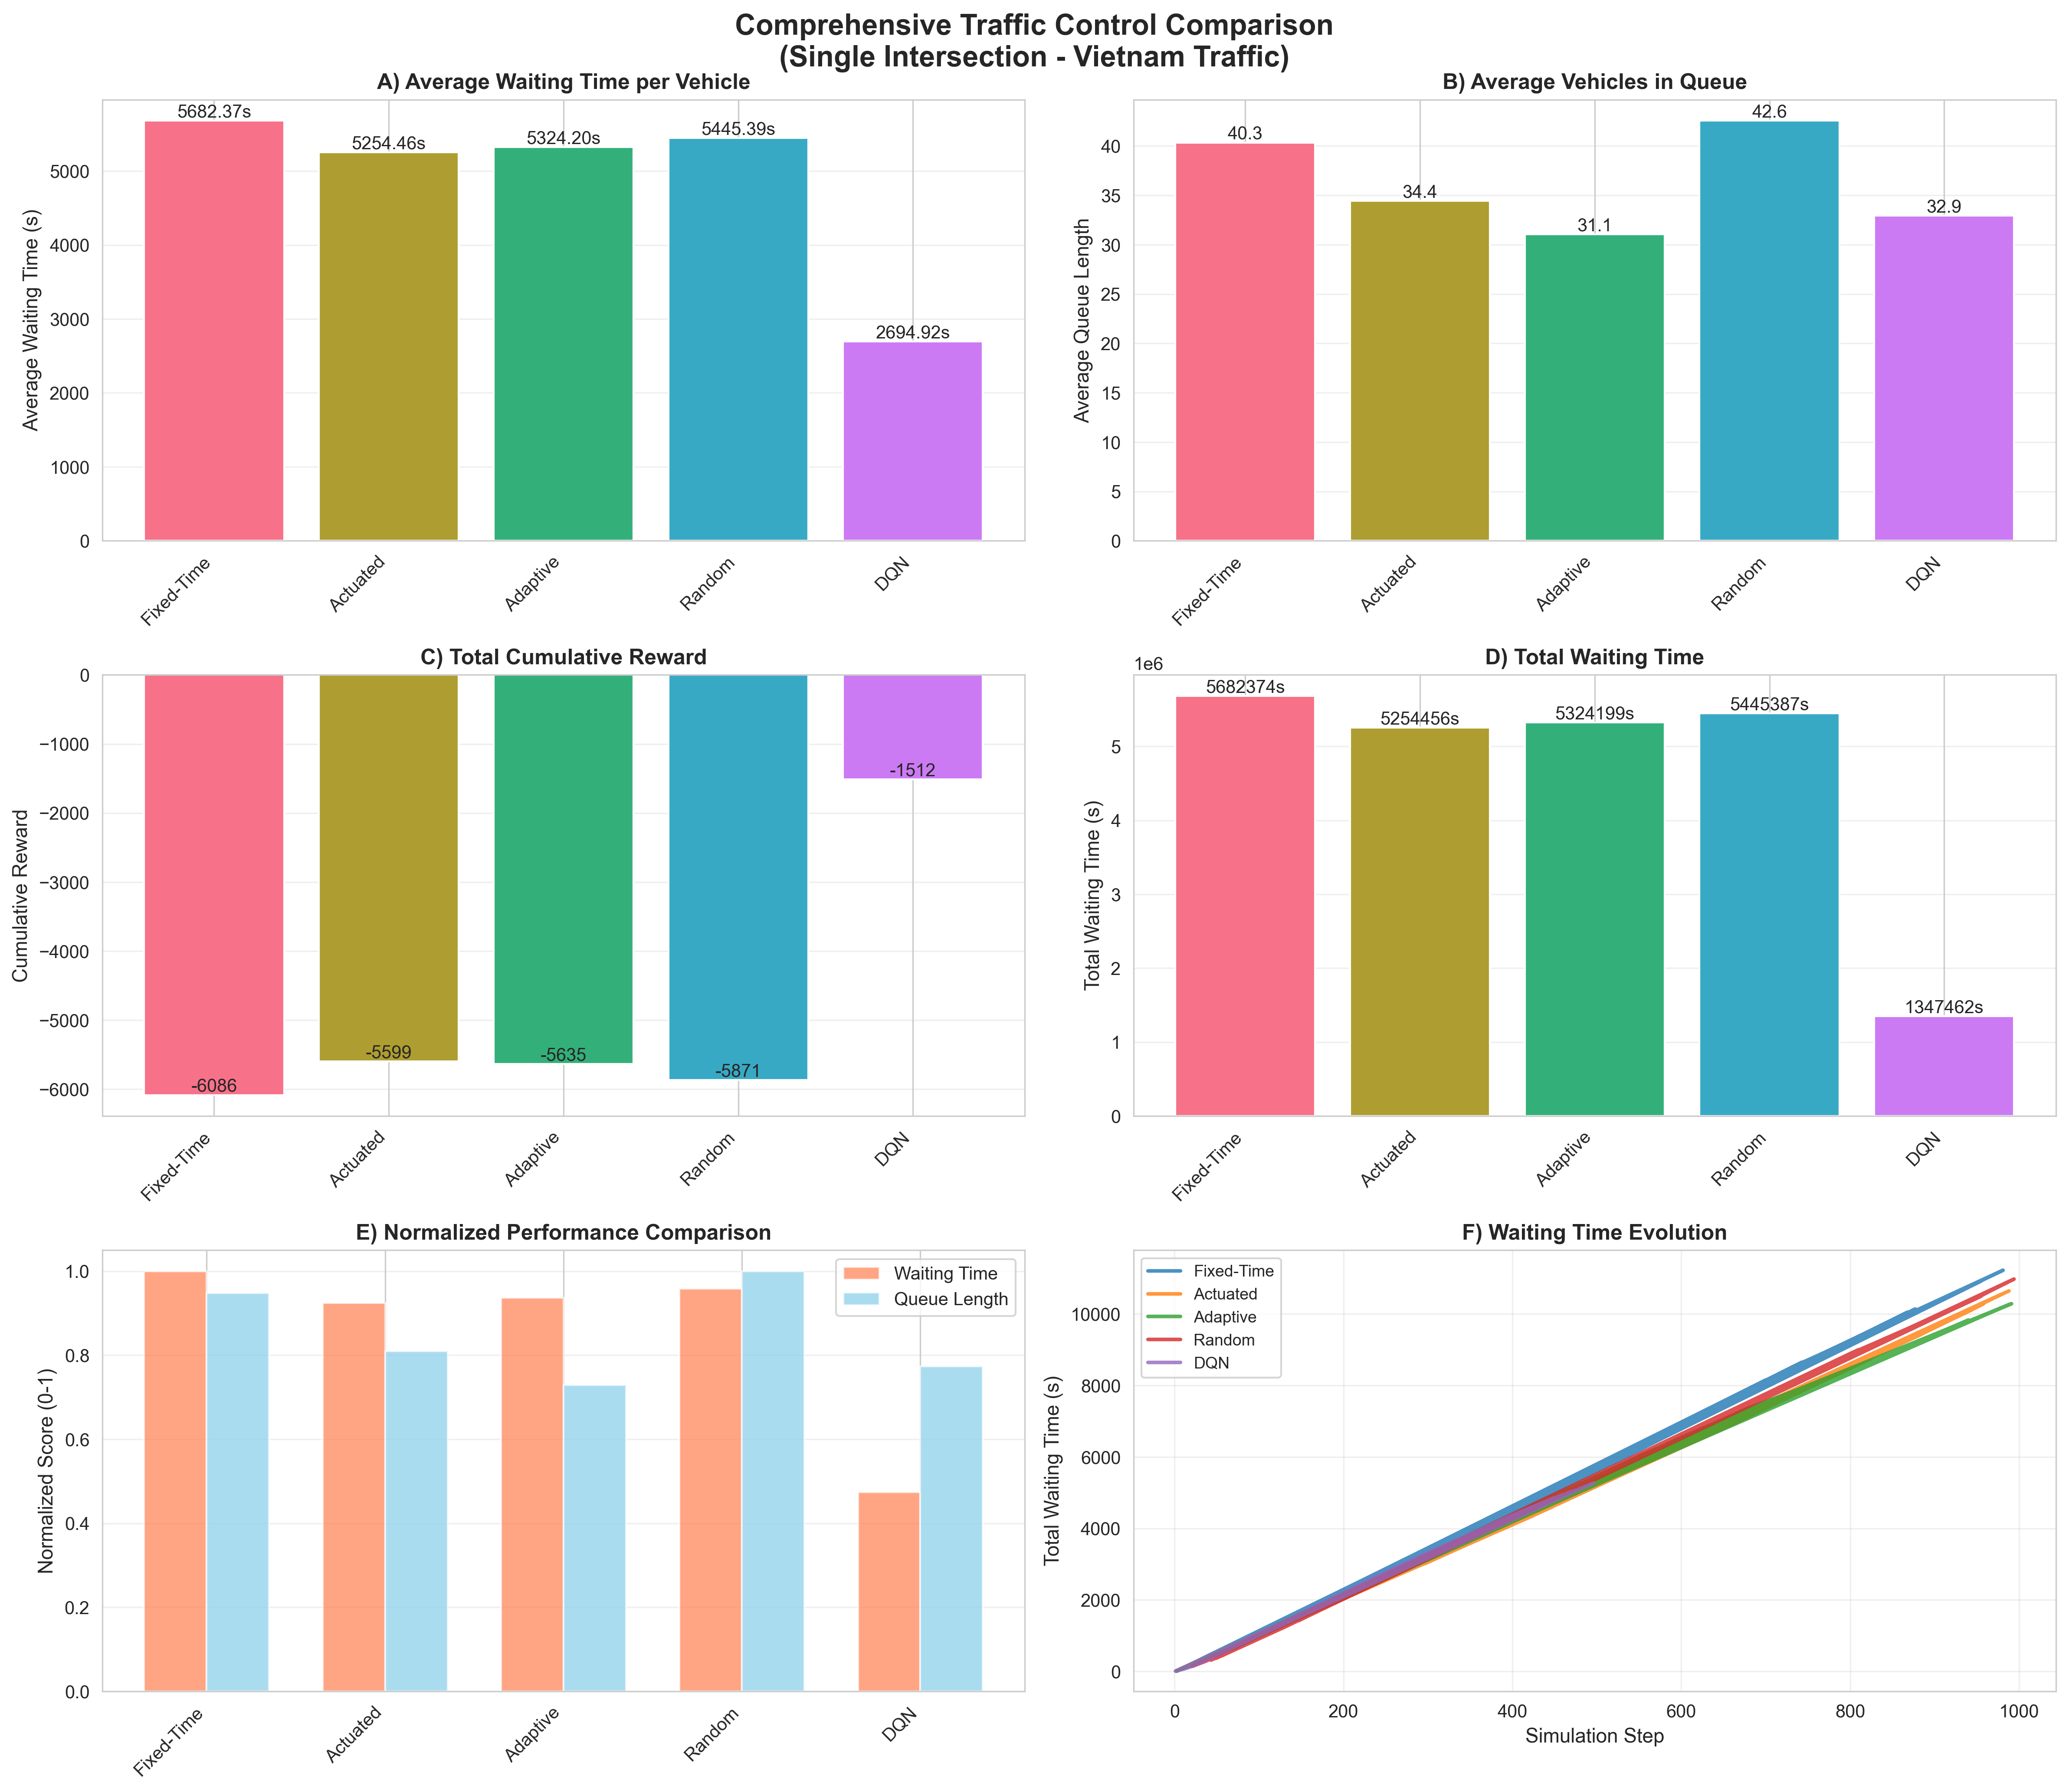 Comprehensive Traffic Control Comparison
(Single Intersection - Vietnam Traffic)
A) Average Waiting Time per Vehicle
Average Waiting Time (s)
5000
4000
3000
2000
1000
0
5682.37s
5254.46s
5324.20s
5445.39s
2694.92s
Fixed-Time
Actuated
Adaptive
Random
DQN
B) Average Vehicles in Queue
Average Queue Length
40
35
30
25
20
15
10
5
0
40.3
34.4
31.1
42.6
32.9
Fixed-Time
Actuated
Adaptive
Random
DQN
C) Total Cumulative Reward
Cumulative Reward
0
−1000
−2000
−3000
−4000
−5000
−6000
-6086
-5599
-5635
-5871
-1512
Fixed-Time
Actuated
Adaptive
Random
DQN
D) Total Waiting Time
1e6
Total Waiting Time (s)
5
4
3
2
1
0
5682374s
5254456s
5324199s
5445387s
1347462s
Fixed-Time
Actuated
Adaptive
Random
DQN
E) Normalized Performance Comparison
Normalized Score (0-1)
1.0
0.8
0.6
0.4
0.2
0.0
Waiting Time
Queue Length
Fixed-Time
Actuated
Adaptive
Random
DQN
F) Waiting Time Evolution
Total Waiting Time (s)
10000
8000
6000
4000
2000
0
Fixed-Time
Actuated
Adaptive
Random
DQN
0
200
400
600
800
1000
Simulation Step